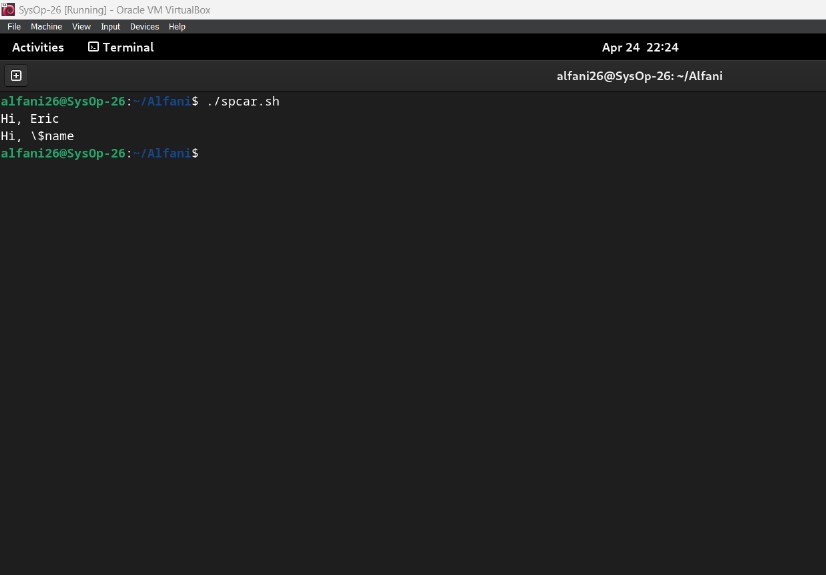 SysOp-26 [Running] - Oracle VM VirtualBox
File Machine View Input Devices Help
Activities Terminal Apr 24 22:24
alfani26@SysOp-26: ~/Alfani
alfani26@SysOp-26:~/Alfani$ ./spcar.sh
Hi, Eric
Hi, \$name
alfani26@SysOp-26:~/Alfani$